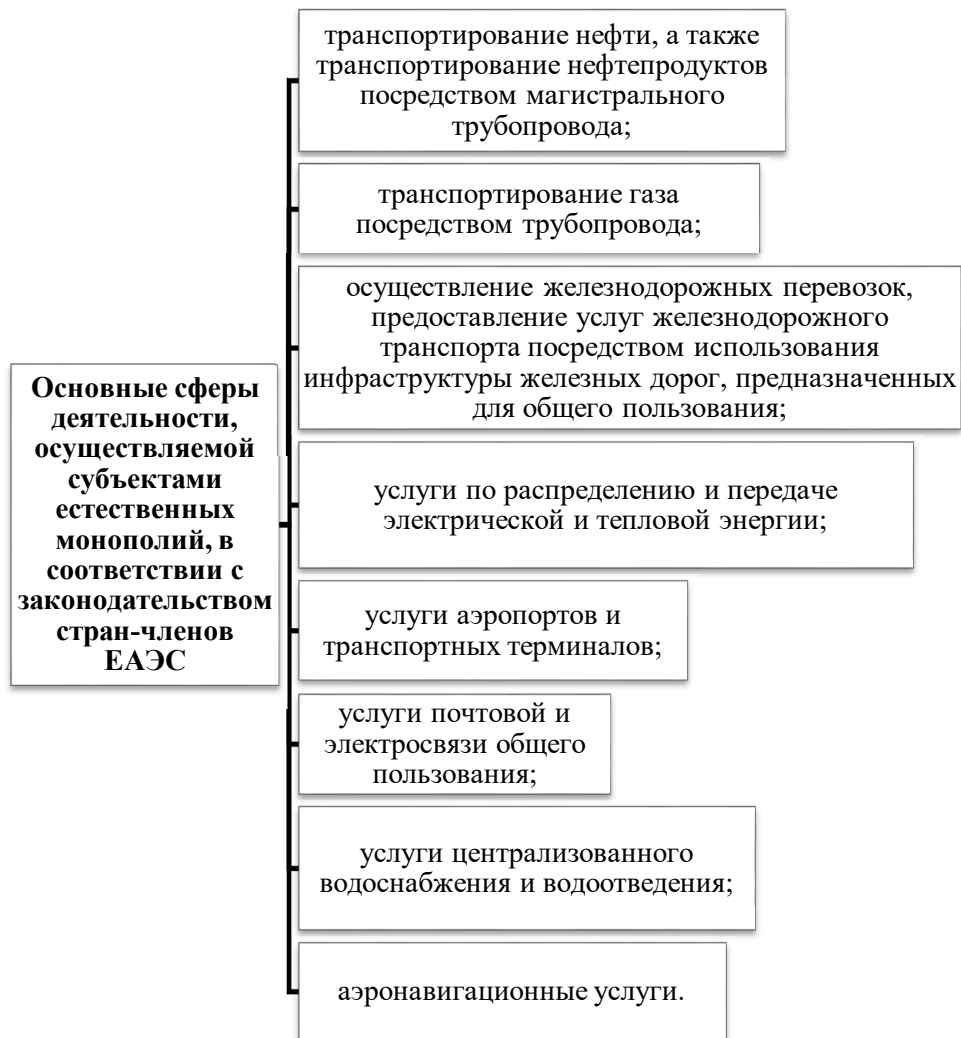 Основные сферы
деятельности,
осуществляемой
субъектами
естественных
монополий, в
соответствии с
законодательством
стран-членов
ЕАЭС
транспортирование нефти, а также
транспортирование нефтепродуктов
посредством магистрального
трубопровода;
транспортирование газа
посредством трубопровода;
осуществление железнодорожных перевозок,
предоставление услуг железнодорожного
транспорта посредством использования
инфраструктуры железных дорог, предназначенных
для общего пользования;
услуги по распределению и передаче
электрической и тепловой энергии;
услуги аэропортов и
транспортных терминалов;
услуги почтовой и
электросвязи общего
пользования;
услуги централизованного
водоснабжения и водоотведения;
аэронавигационные услуги.